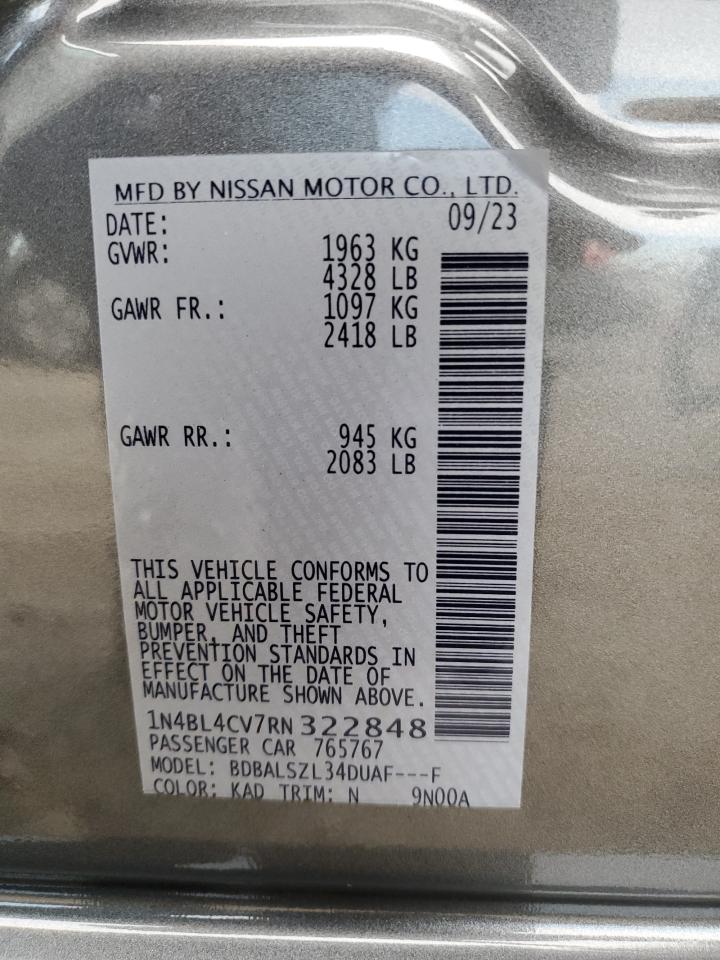 MFD BY NISSAN MOTOR CO., LTD.
DATE: 09/23
GVWR: 1963 KG
4328 LB
GAWR FR.: 1097 KG
2418 LB
GAWR RR.: 945 KG
2083 LB
THIS VEHICLE CONFORMS TO
ALL APPLICABLE FEDERAL
MOTOR VEHICLE SAFETY,
BUMPER, AND THEFT
PREVENTION STANDARDS IN
EFFECT ON THE DATE OF
MANUFACTURE SHOWN ABOVE.
1N4BL4CV7RN322848
PASSENGER CAR 765767
MODEL: BDBALSZL34DUAF---F
COLOR: KAD TRIM: N 9N00A